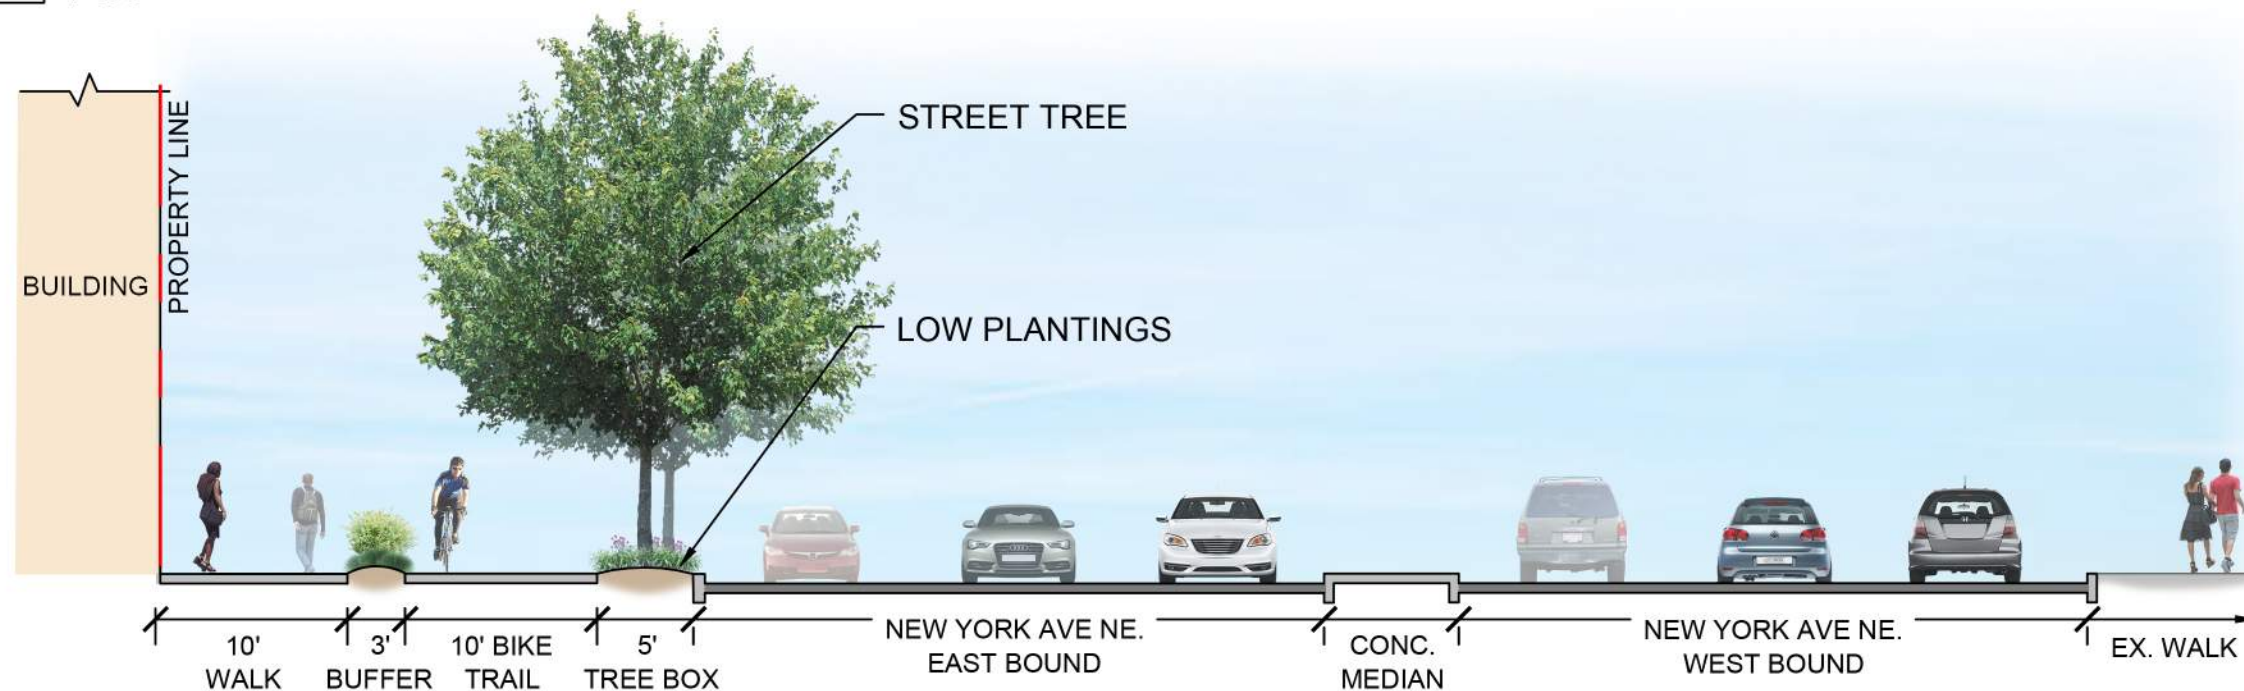 STREET TREE
PROPERTY LINE
BUILDING
LOW PLANTINGS
10'
WALK
3'
BUFFER
10' BIKE
TRAIL
5'
TREE BOX
NEW YORK AVE NE.
EAST BOUND
CONC.
MEDIAN
NEW YORK AVE NE.
WEST BOUND
EX. WALK